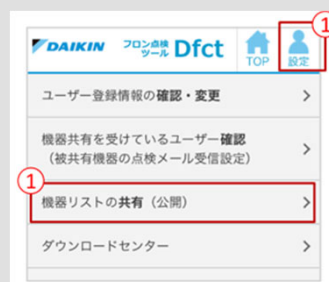 ①
DAIKIN フロン点検ツール Dfct TOP 設定
ユーザー登録情報の確認・変更
機器共有を受けているユーザー確認
（被共有機器の点検メール受信設定）
①
機器リストの共有（公開）
ダウンロードセンター